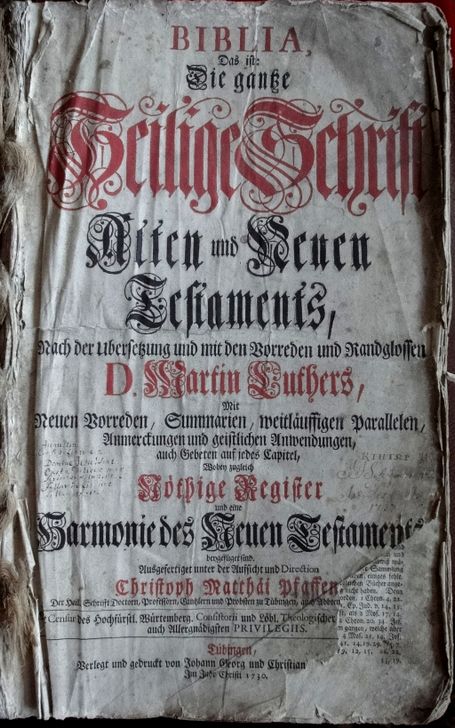 BIBLIA,
Das ist:
Die gantze
Heilige Schrift
Alten und Neuen
Testaments,
Nach der Ubersetzung und mit den Vorreden und Randglossen
D. Martin Luthers,
Mit
Neuen Vorreden, Summarien, weitläuffigen Parallelen,
Anmerckungen und geistlichen Anwendungen,
auch Gebeten auf jedes Capitel,
Wobey zugleich
Nöthige Register
und eine
Harmonie des Neuen Testaments
beygefüget sind.
Ausgefertiget unter der Aufsicht und Direction
Christoph Matthäi Pfaffen
Der Heil. Schrifft Doctorn, Professorn, Cantzlern und Probsten zu Tübingen, auch Abbten
Censur des Hochfürstl. Würtemberg. Consistorii und Löbl. Theologischer
auch Allergnädigsten PRIVILEGIIS.
Tübingen,
Verlegt und gedruckt von Johann Georg und Christian
Im Jahr Christi 1730.